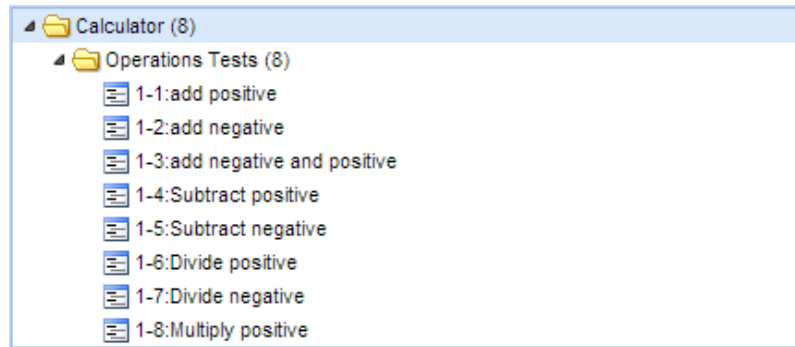 Calculator (8)
Operations Tests (8)
1-1:add positive
1-2:add negative
1-3:add negative and positive
1-4:Subtract positive
1-5:Subtract negative
1-6:Divide positive
1-7:Divide negative
1-8:Multiply positive